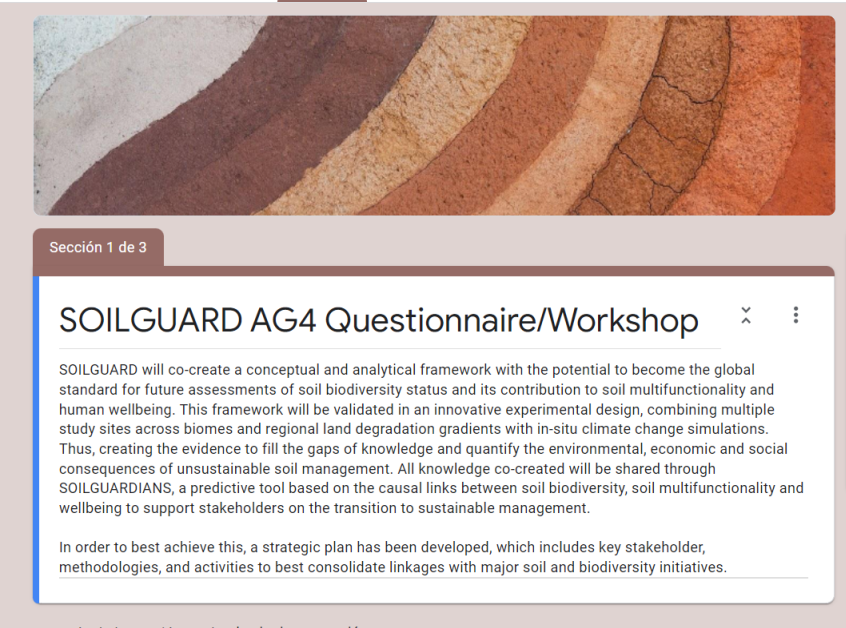 Sección 1 de 3
SOILGUARD AG4 Questionnaire/Workshop
SOILGUARD will co-create a conceptual and analytical framework with the potential to become the global
standard for future assessments of soil biodiversity status and its contribution to soil multifunctionality and
human wellbeing. This framework will be validated in an innovative experimental design, combining multiple
study sites across biomes and regional land degradation gradients with in-situ climate change simulations.
Thus, creating the evidence to fill the gaps of knowledge and quantify the environmental, economic and social
consequences of unsustainable soil management. All knowledge co-created will be shared through
SOILGUARDIANS, a predictive tool based on the causal links between soil biodiversity, soil multifunctionality and
wellbeing to support stakeholders on the transition to sustainable management.
In order to best achieve this, a strategic plan has been developed, which includes key stakeholder,
methodologies, and activities to best consolidate linkages with major soil and biodiversity initiatives.